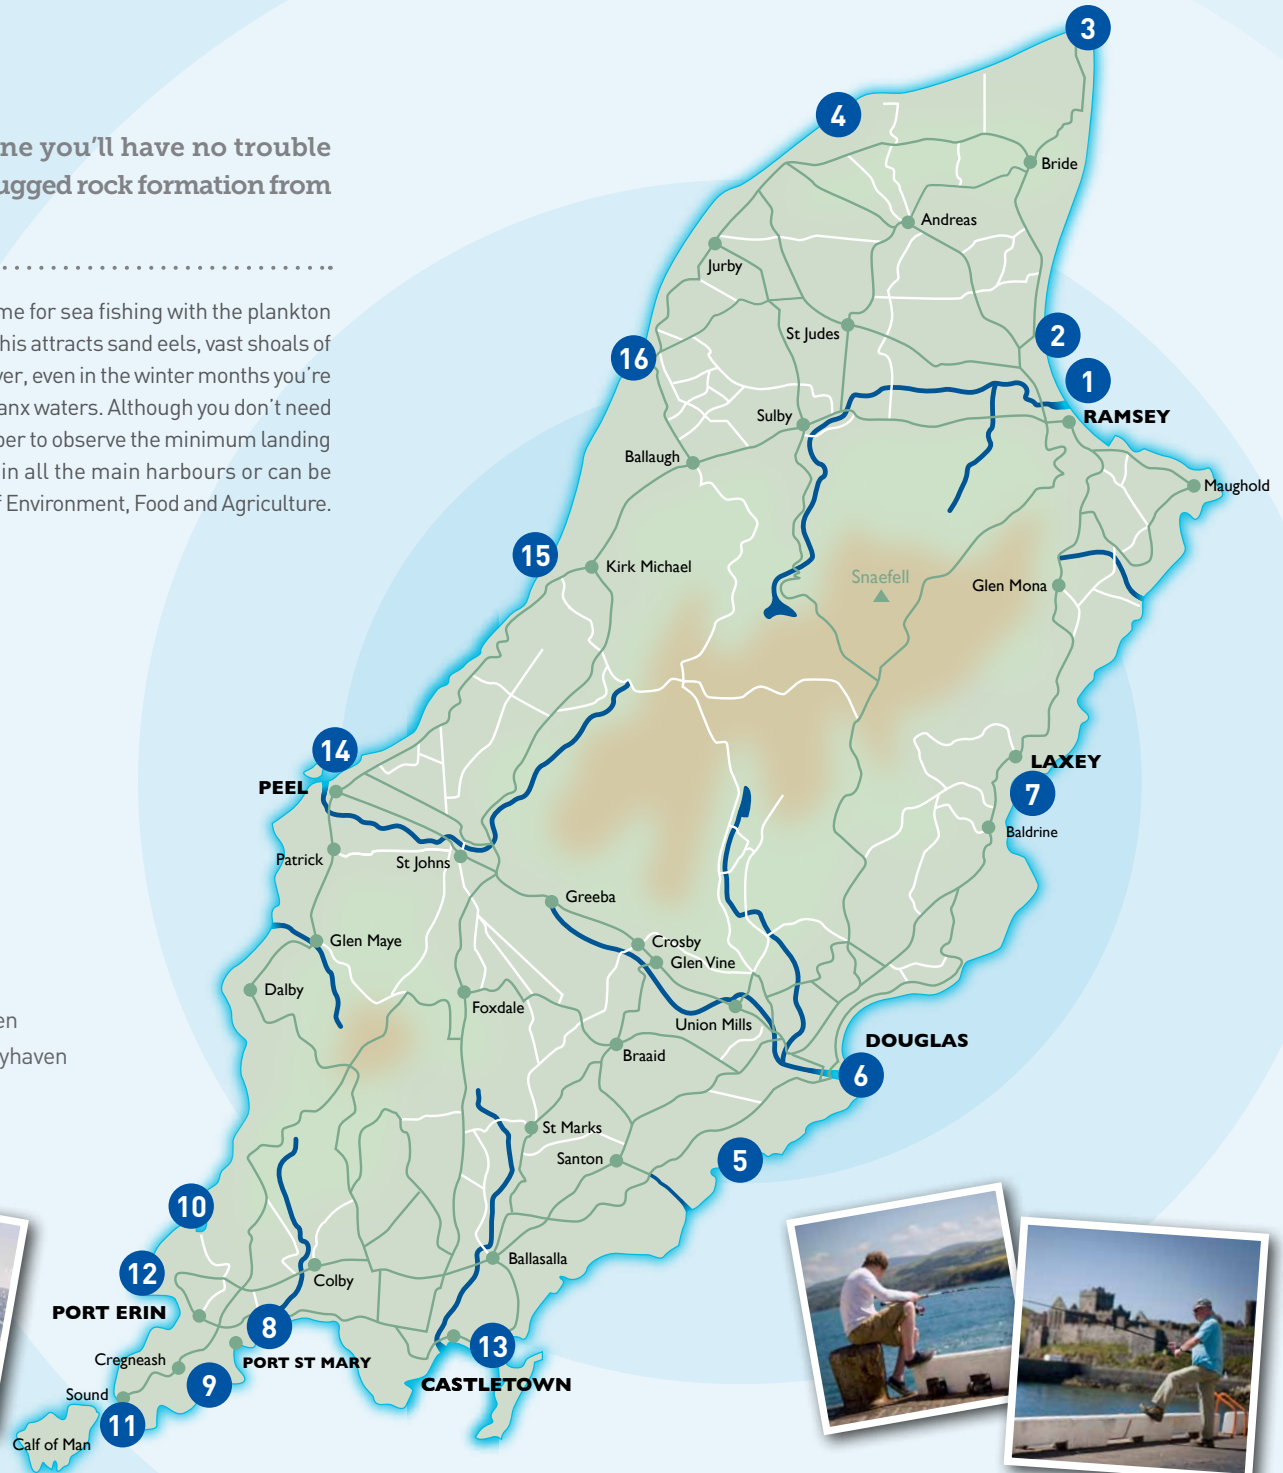 ne you’ll have no trouble
ugged rock formation from
me for sea fishing with the plankton
his attracts sand eels, vast shoals of
ver, even in the winter months you’re
anx waters. Although you don’t need
ber to observe the minimum landing
in all the main harbours or can be
f Environment, Food and Agriculture.
en
yhaven
3
4
Bride
Andreas
Jurby
St Judes
2
16
1
RAMSEY
Sulby
Ballaugh
Maughold
15
Kirk Michael
Snaefell
Glen Mona
14
PEEL
LAXEY
7
Baldrine
Patrick
St Johns
Greeba
Glen Maye
Crosby
Glen Vine
Dalby
Foxdale
Union Mills
DOUGLAS
Braaid
6
St Marks
Santon
5
10
Ballasalla
12
Colby
PORT ERIN
8
13
PORT ST MARY
Cregneash
9
CASTLETOWN
Sound
11
Calf of Man